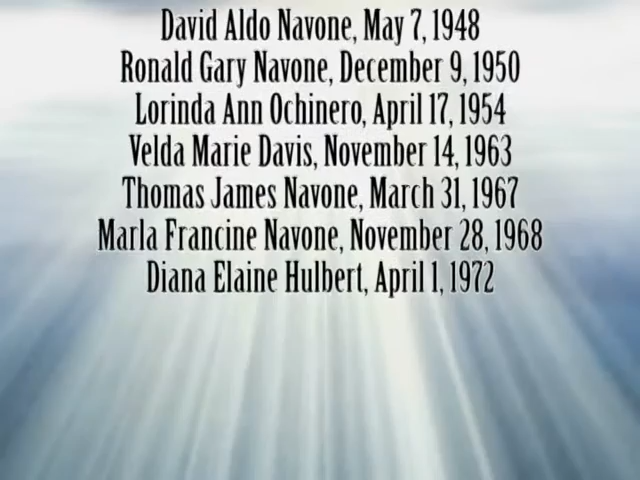 David Aldo Navone, May 7, 1948
Ronald Gary Navone, December 9, 1950
Lorinda Ann Ochinero, April 17, 1954
Velda Marie Davis, November 14, 1963
Thomas James Navone, March 31, 1967
Marla Francine Navone, November 28, 1968
Diana Elaine Hulbert, April 1, 1972